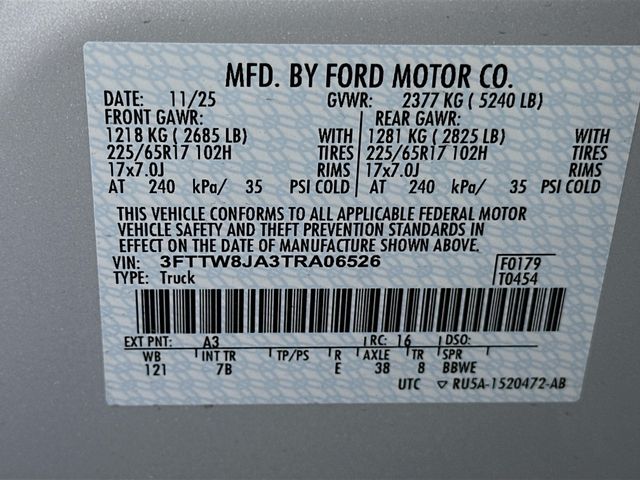 MFD. BY FORD MOTOR CO.
DATE: 11/25 GVWR: 2377 KG ( 5240 LB)
FRONT GAWR: REAR GAWR:
1218 KG ( 2685 LB) WITH 1281 KG ( 2825 LB) WITH
225/65R17 102H TIRES 225/65R17 102H TIRES
17x7.0J RIMS 17x7.0J RIMS
AT 240 kPa/ 35 PSI COLD AT 240 kPa/ 35 PSI COLD
THIS VEHICLE CONFORMS TO ALL APPLICABLE FEDERAL MOTOR
VEHICLE SAFETY AND THEFT PREVENTION STANDARDS IN
EFFECT ON THE DATE OF MANUFACTURE SHOWN ABOVE.
VIN: 3FTTW8JA3TRA06526 F0179
TYPE: Truck T0454
EXT PNT: A3 RC: 16 DSO:
WB INT TR TP/PS R AXLE TR SPR
121 7B E 38 8 BBWE
UTC ▽ RU5A-1520472-AB